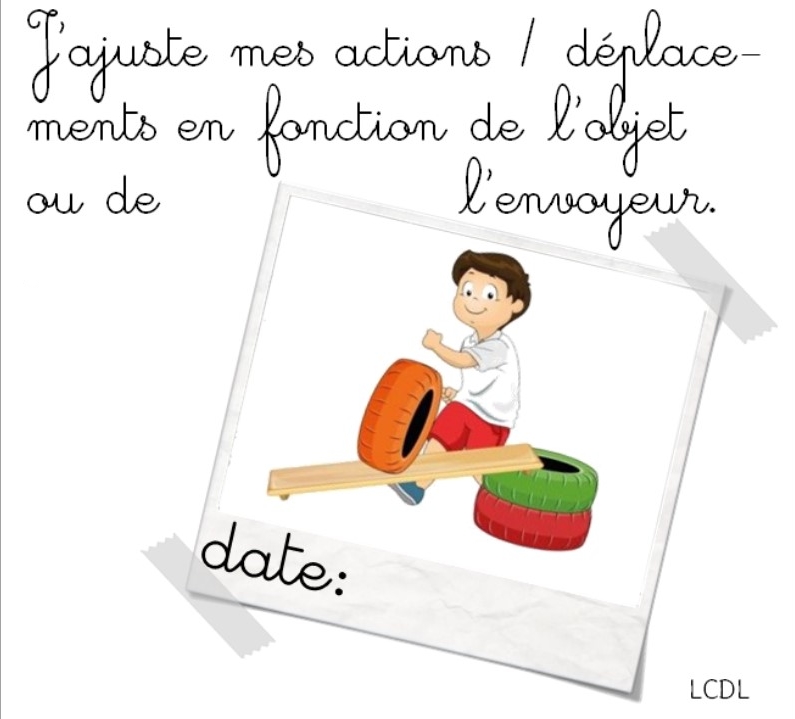 J'ajuste mes actions / déplace-
ments en fonction de l'objet
ou de l'envoyeur.
date:
LCDL